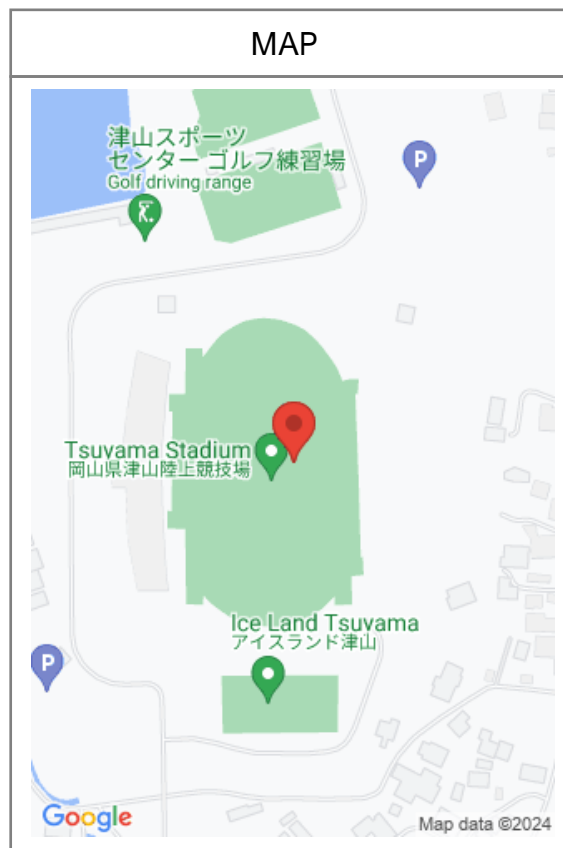 MAP
津山スポーツ
センター ゴルフ練習場
Golf driving range
P
Tsuyama Stadium
岡山県津山陸上競技場
Ice Land Tsuyama
アイスランド津山
P
Google
Map data ©2024